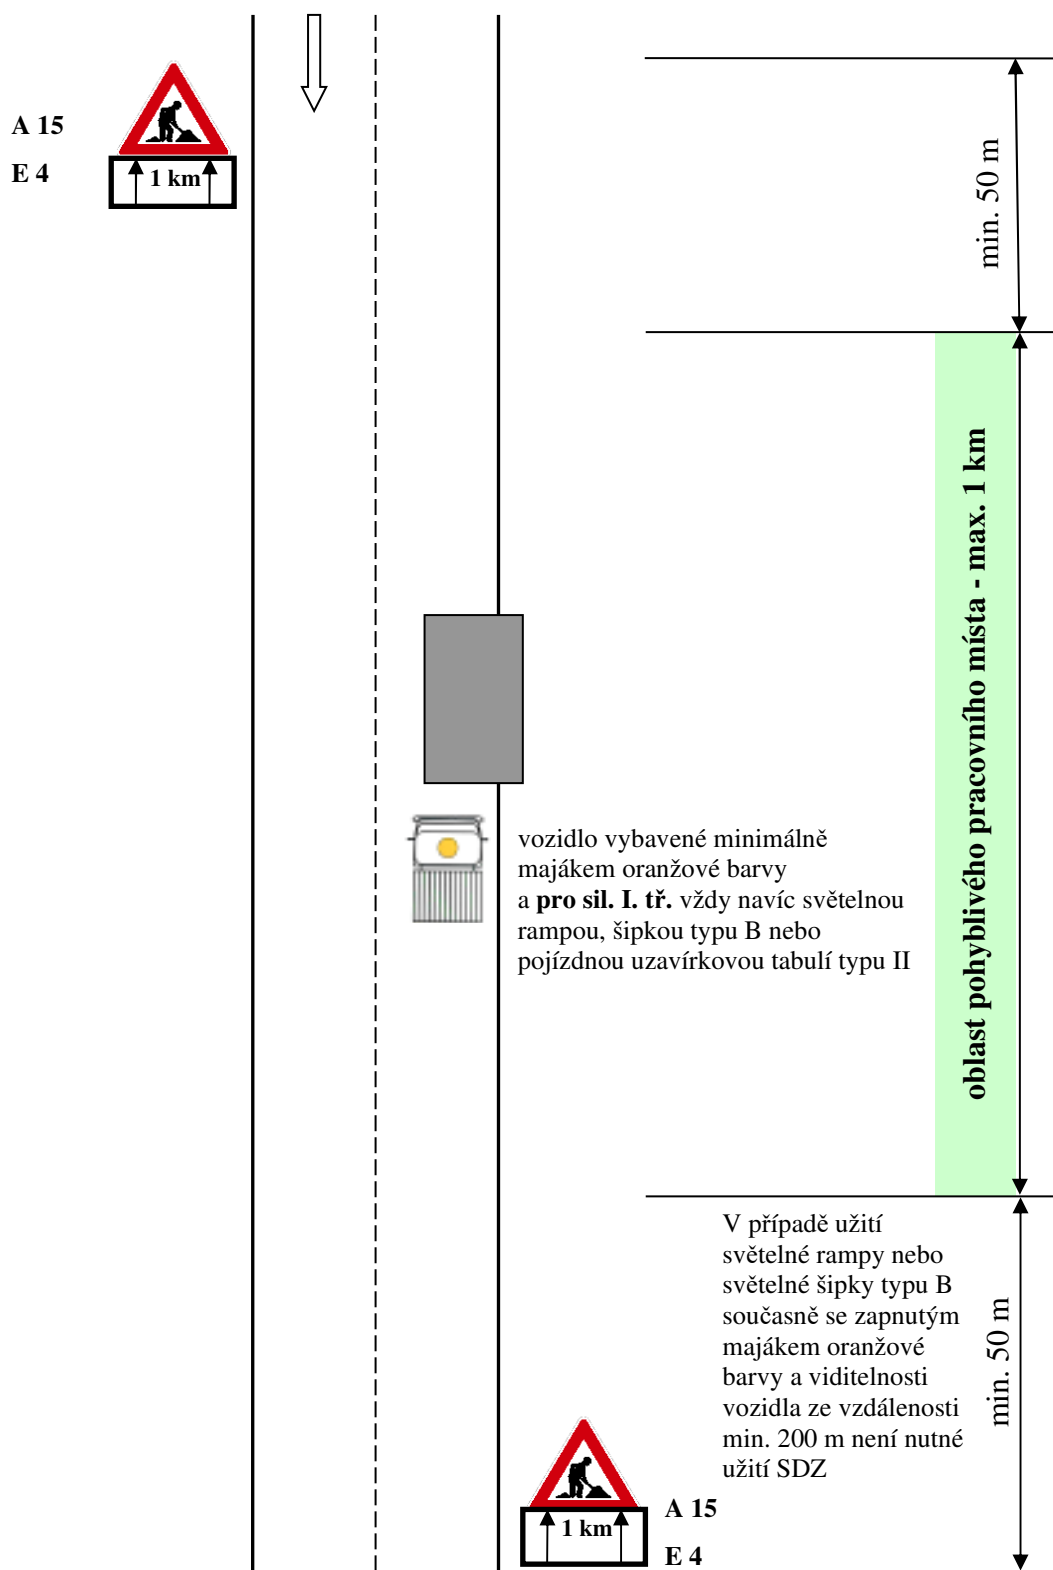 A 15
E 4
1 km
min. 50 m
oblast pohyblivého pracovního místa - max. 1 km
vozidlo vybavené minimálně
majákem oranžové barvy
a pro sil. I. tř. vždy navíc světelnou
rampou, šipkou typu B nebo
pojízdnou uzavírkovou tabulí typu II
V případě užití
světelné rampy nebo
světelné šipky typu B
současně se zapnutým
majákem oranžové
barvy a viditelnosti
vozidla ze vzdálenosti
min. 200 m není nutné
užití SDZ
min. 50 m
A 15
1 km
E 4